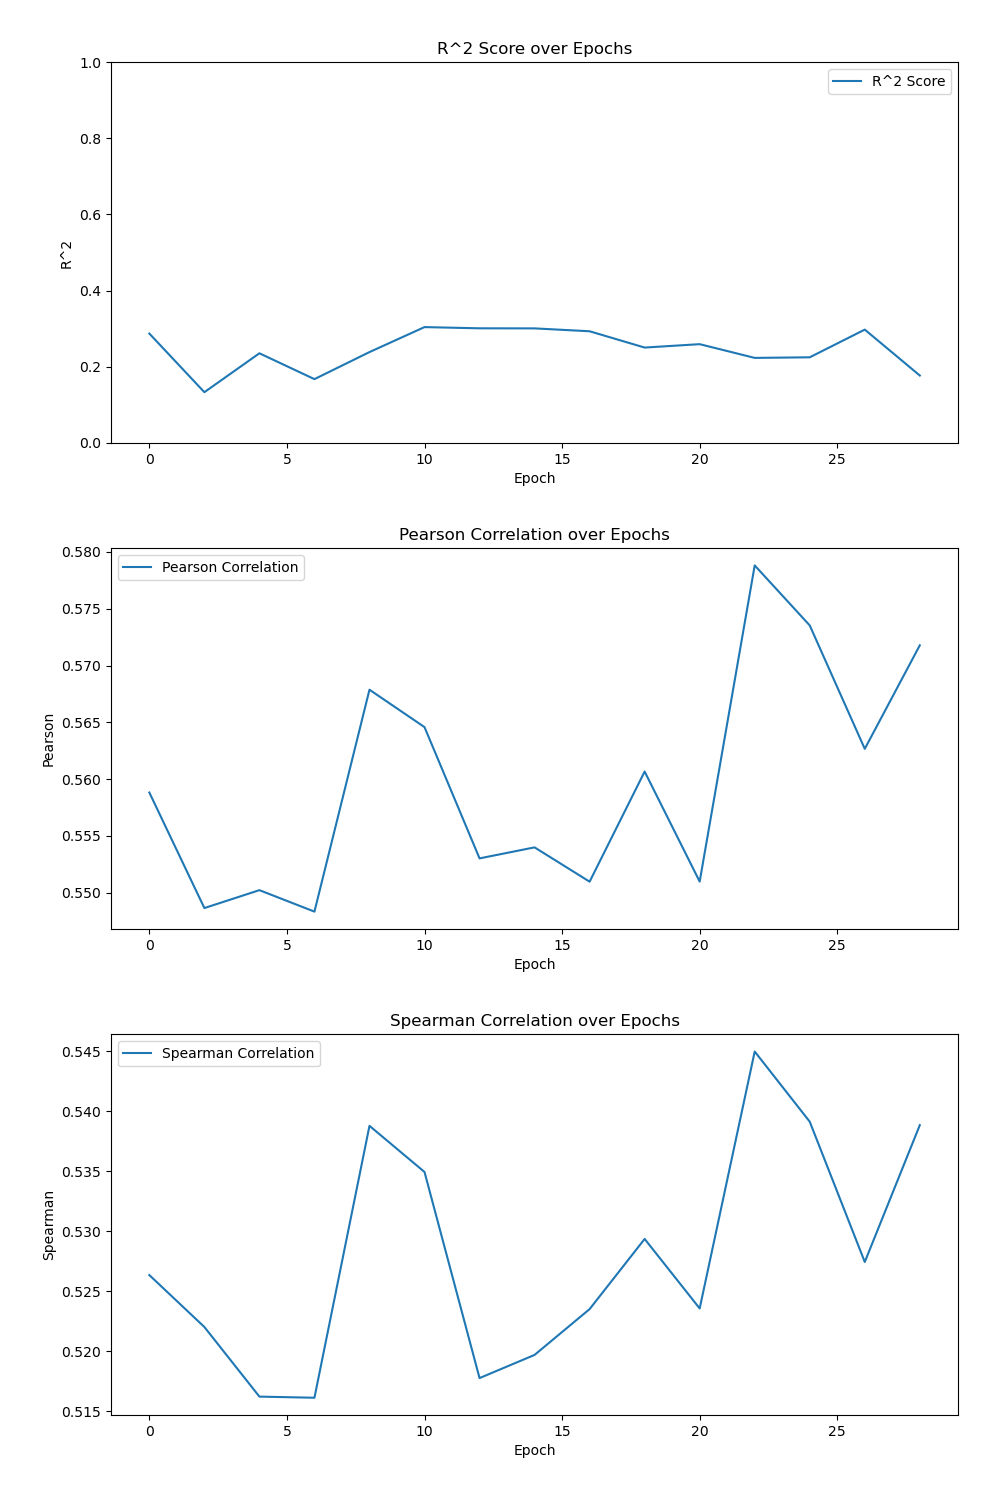 R^2 Score over Epochs
R^2 Score
1.0
0.8
0.6
0.4
0.2
0.0
R^2
0 5 10 15 20 25
Epoch
Pearson Correlation over Epochs
Pearson Correlation
0.580
0.575
0.570
0.565
0.560
0.555
0.550
Pearson
0 5 10 15 20 25
Epoch
Spearman Correlation over Epochs
Spearman Correlation
0.545
0.540
0.535
0.530
0.525
0.520
0.515
Spearman
0 5 10 15 20 25
Epoch